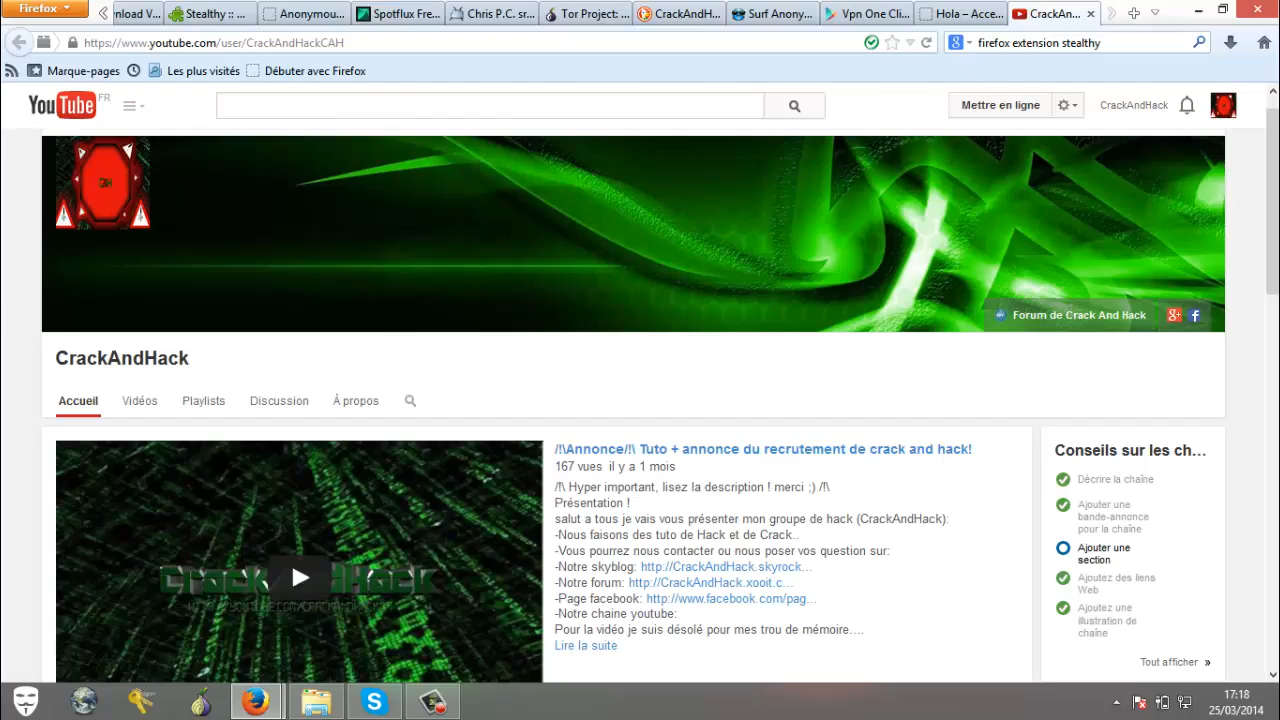 Firefox
ownload V...
Stealthy :: ...
Anonymou...
Spotflux Fre...
Chris P.C. sr...
Tor Project: ...
CrackAndH...
Surf Anony...
Vpn One Cli...
Hola – Acce...
CrackAn...
https://www.youtube.com/user/CrackAndHackCAH
firefox extension stealthy
Marque-pages
Les plus visités
Débuter avec Firefox
YouTube FR
Mettre en ligne
CrackAndHack
CAH
Forum de Crack And Hack
CrackAndHack
Accueil
Vidéos
Playlists
Discussion
À propos
/!\Annonce/!\ Tuto + annonce du recrutement de crack and hack!
167 vues il y a 1 mois
/!\ Hyper important, lisez la description ! merci ;) /!\
Présentation !
salut a tous je vais vous présenter mon groupe de hack (CrackAndHack):
-Nous faisons des tuto de Hack et de Crack..
-Vous pourrez nous contacter ou nous poser vos question sur:
-Notre skyblog: http://CrackAndHack.skyrock...
-Notre forum: http://CrackAndHack.xooit.c...
-Page facebook: http://www.facebook.com/pag...
-Notre chaine youtube:
Pour la vidéo je suis désolé pour mes trou de mémoire....
Lire la suite
Conseils sur les ch...
Décrire la chaîne
Ajouter une
bande-annonce
pour la chaîne
Ajouter une
section
Ajoutez des liens
Web
Ajoutez une
illustration de
chaîne
Tout afficher »
17:18
25/03/2014